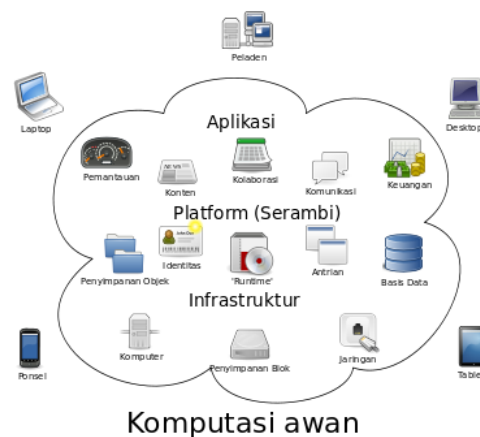 Peladen
Laptop
Desktop
Aplikasi
Pemantauan
NEWS
Konten
Kolaborasi
Komunikasi
Keuangan
Platform (Serambi)
Penyimpanan Objek
Identitas
'Runtime'
Antrian
Basis Data
Infrastruktur
Komputer
Penyimpanan Blok
Jaringan
Ponsel
Tablet
Komputasi awan